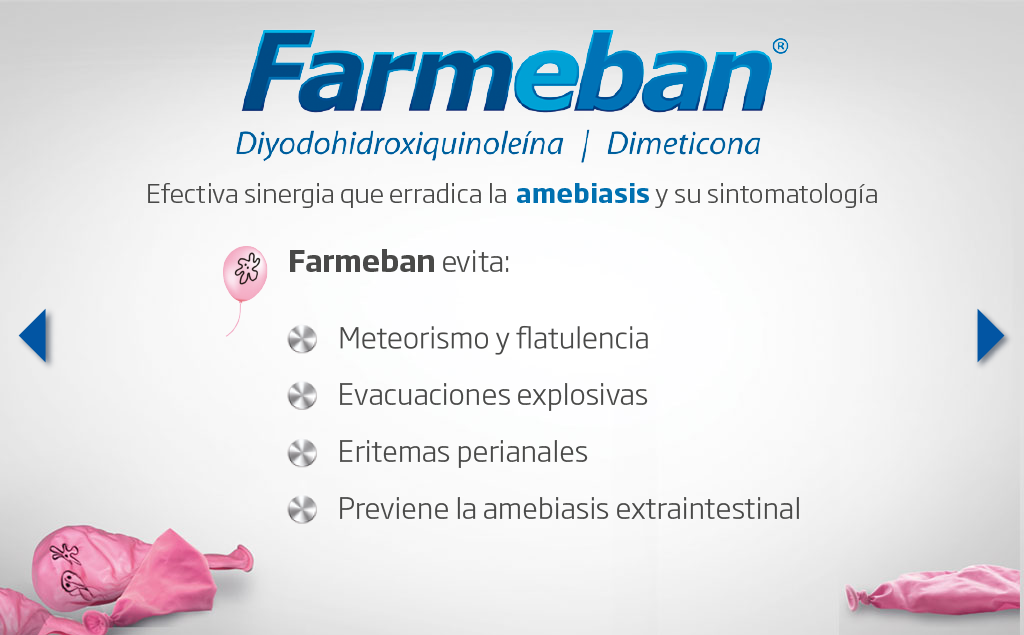 Farmeban®
Diyodohidroxiquinoleína | Dimeticona
Efectiva sinergia que erradica la amebiasis y su sintomatología
Farmeban evita:
Meteorismo y flatulencia
Evacuaciones explosivas
Eritemas perianales
Previene la amebiasis extraintestinal